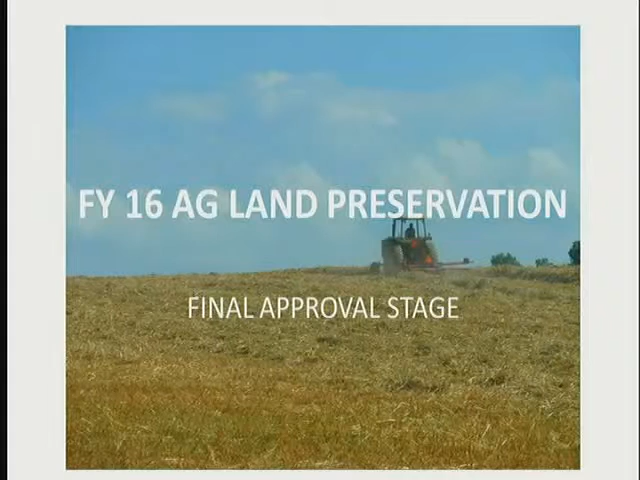 FY 16 AG LAND PRESERVATION
FINAL APPROVAL STAGE